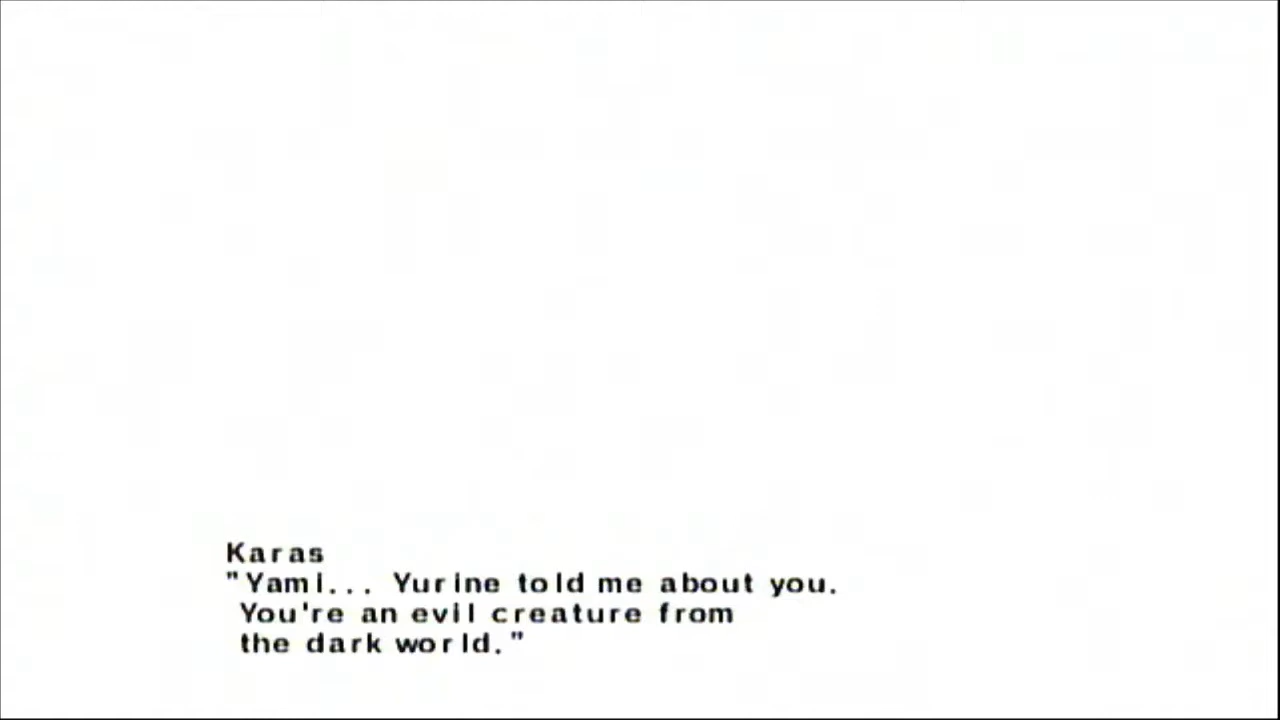 Karas
"Yami... Yurine told me about you.
You're an evil creature from
the dark world."